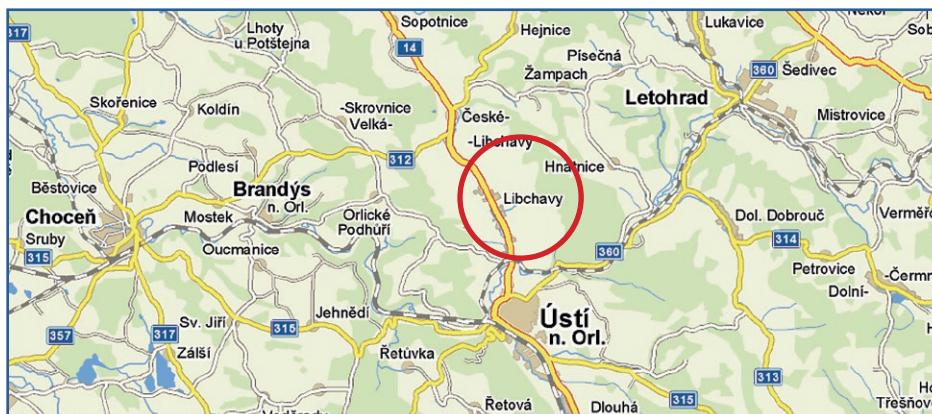 317
Lhoty
u Potštejna
Sopotnice
14
Hejnice
Lukavice
Písečná
360
Šedivec
Žampach
Letohrad
Skořenice
Koldín
-Skrovnice
Velká-
České-
-Libchavy
Mistrovice
312
Hnátnice
Podlesí
Běstovice
Brandýs
n. Orl.
Libchavy
Choceň
Mostek
Orlické
Podhůří
Dol. Dobrouč
Sruby
315
Oucmanice
360
314
Petrovice
Dolní-
Ústí
n. Orl.
Sv. Jiří
315
Jehnědí
357
317
Zálší
Řetůvka
313
315
Řetová
Dlouhá